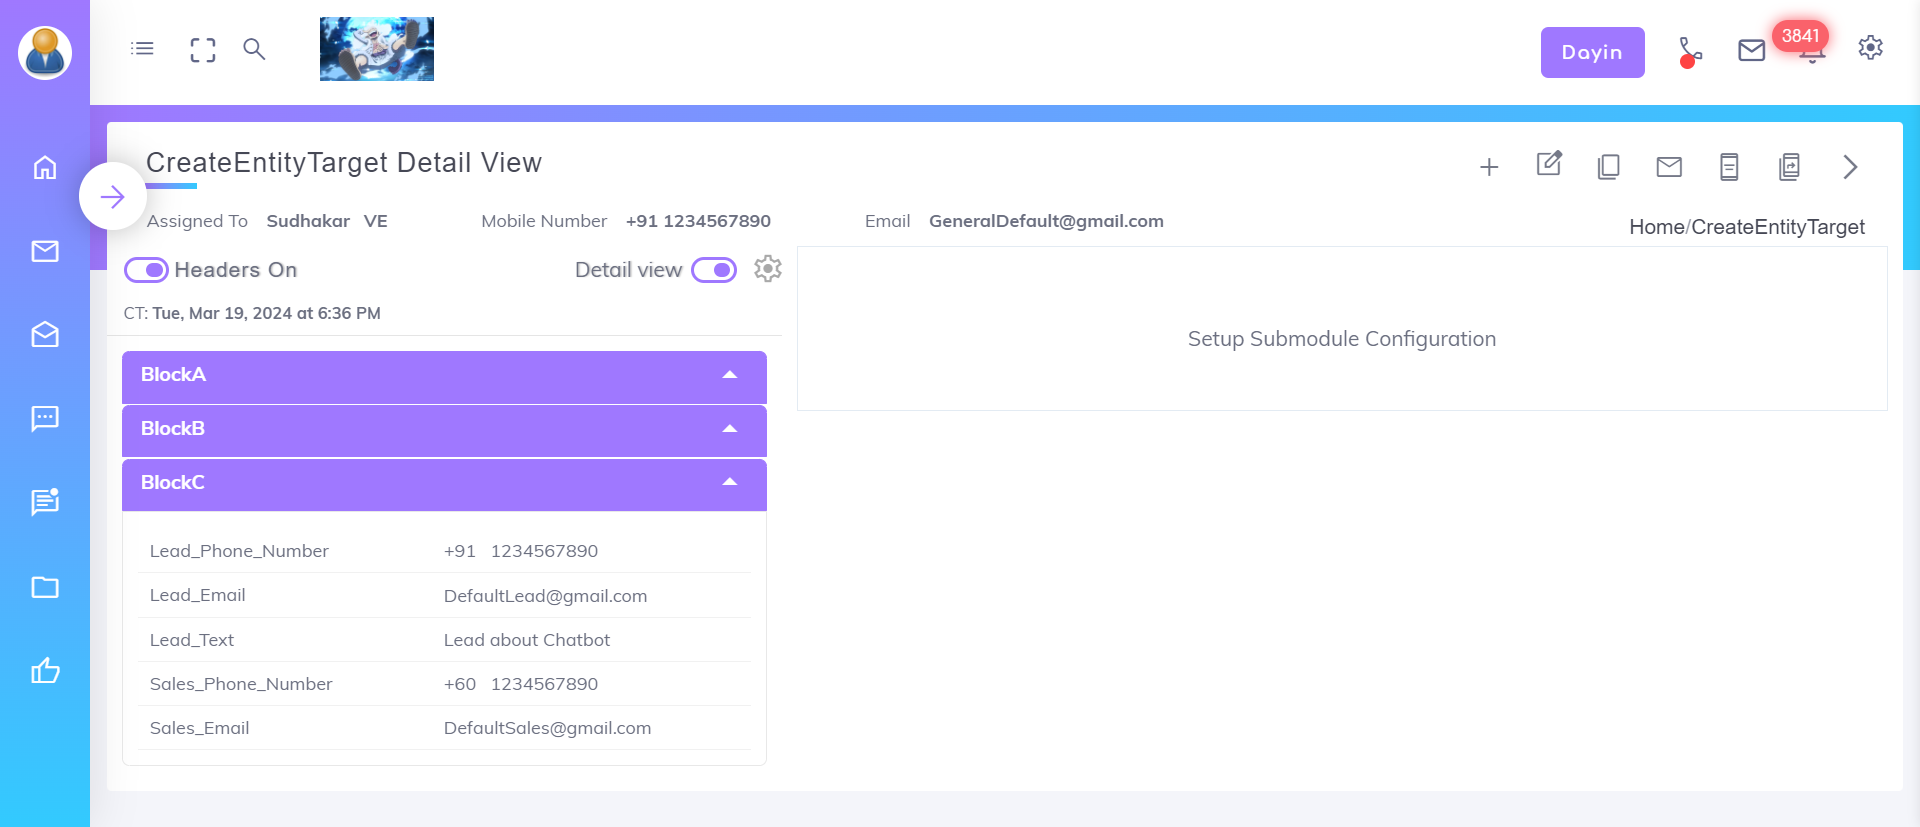 Dayin
3841
CreateEntityTarget Detail View
Assigned To Sudhakar VE Mobile Number +91 1234567890 Email GeneralDefault@gmail.com
Home/CreateEntityTarget
Headers On Detail view
CT: Tue, Mar 19, 2024 at 6:36 PM
Setup Submodule Configuration
BlockA
BlockB
BlockC
Lead_Phone_Number +91 1234567890
Lead_Email DefaultLead@gmail.com
Lead_Text Lead about Chatbot
Sales_Phone_Number +60 1234567890
Sales_Email DefaultSales@gmail.com